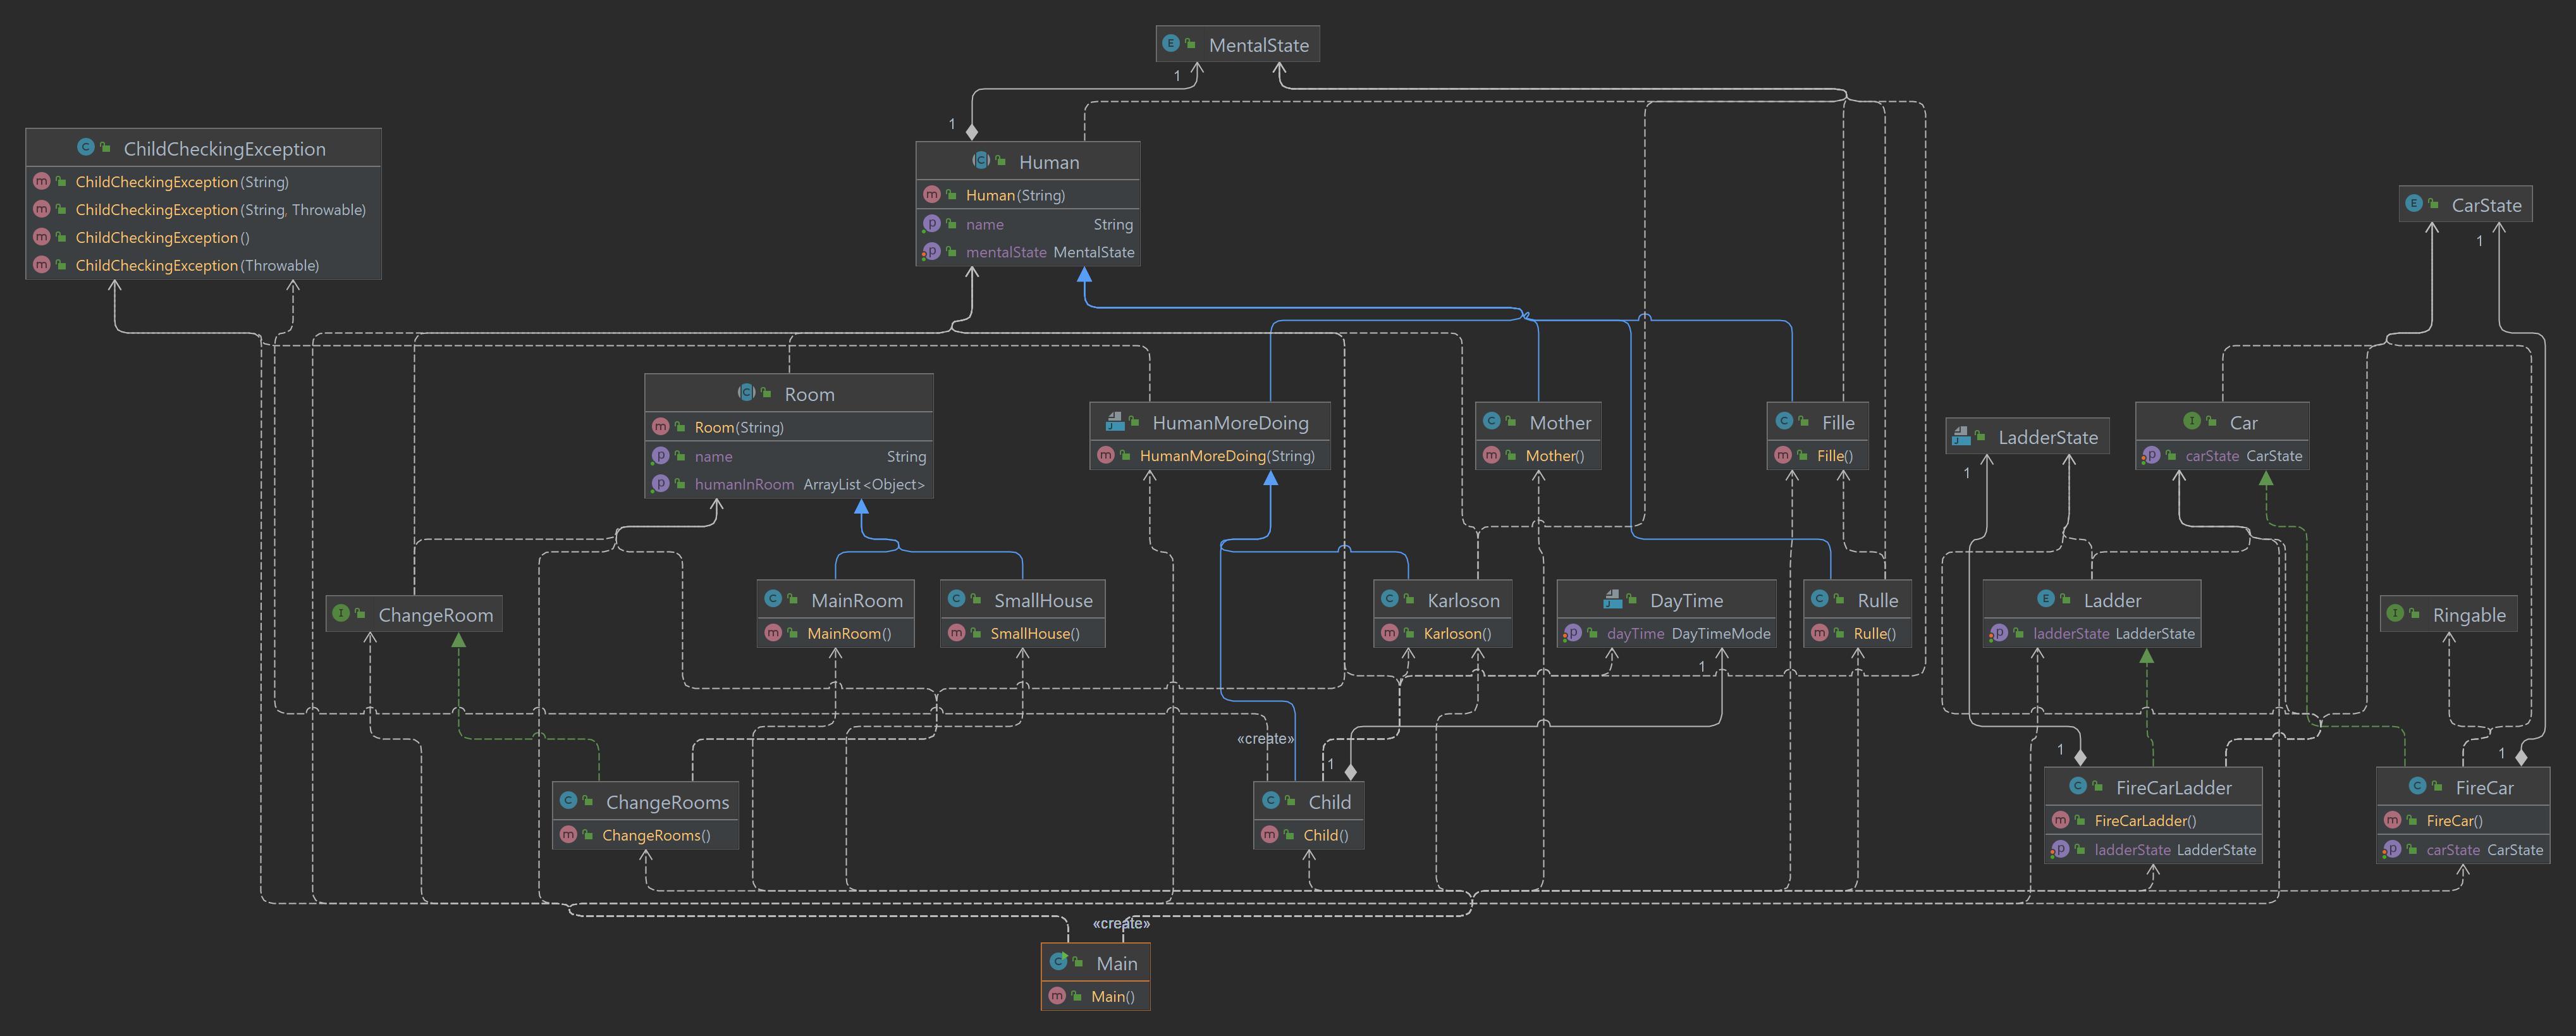 MentalState
1
1
ChildCheckingException
ChildCheckingException(String)
ChildCheckingException(String, Throwable)
ChildCheckingException()
ChildCheckingException(Throwable)
Human
Human(String)
name String
mentalState MentalState
CarState
1
Room
Room(String)
name String
humanInRoom ArrayList<Object>
HumanMoreDoing
HumanMoreDoing(String)
Mother
Mother()
Fille
Fille()
LadderState
1
Car
carState CarState
ChangeRoom
MainRoom
MainRoom()
SmallHouse
SmallHouse()
Karloson
Karloson()
DayTime
dayTime DayTimeMode
1
Rulle
Rulle()
Ladder
ladderState LadderState
Ringable
«create»
1
1
1
ChangeRooms
ChangeRooms()
Child
Child()
FireCarLadder
FireCarLadder()
ladderState LadderState
FireCar
FireCar()
carState CarState
«create»
Main
Main()